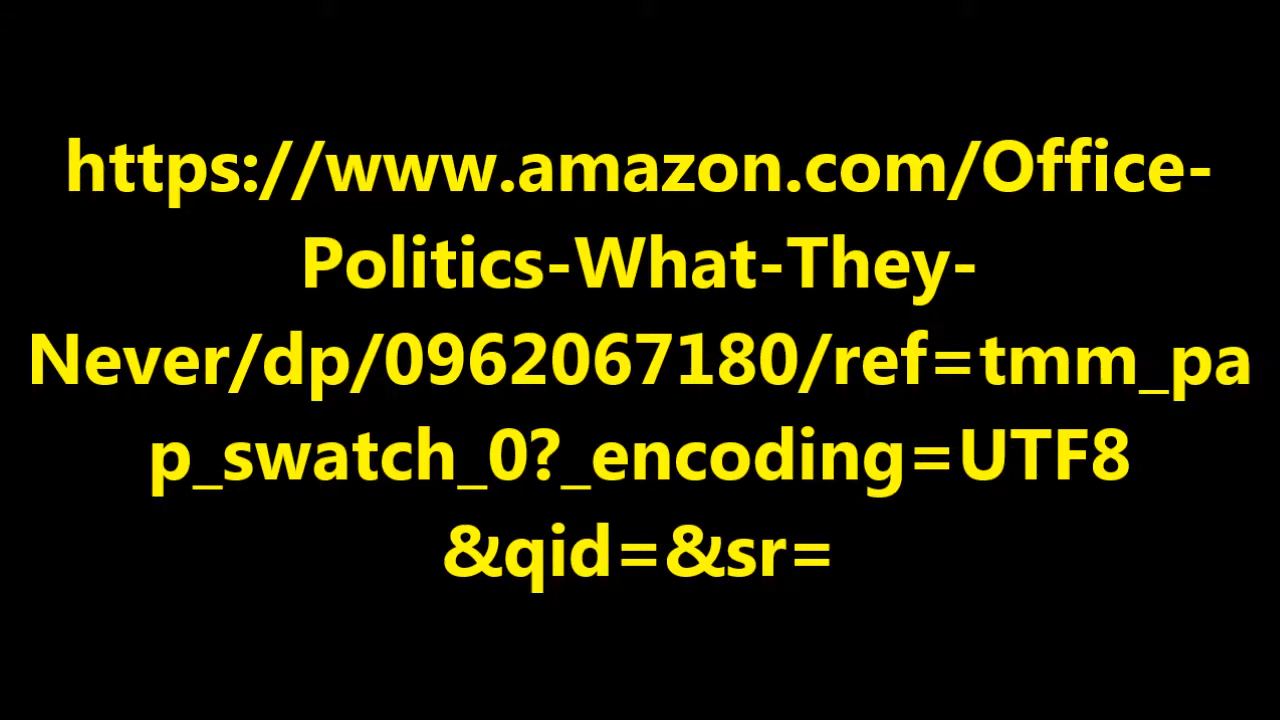 https://www.amazon.com/Office-
Politics-What-They-
Never/dp/0962067180/ref=tmm_pa
p_swatch_0?_encoding=UTF8
&qid=&sr=